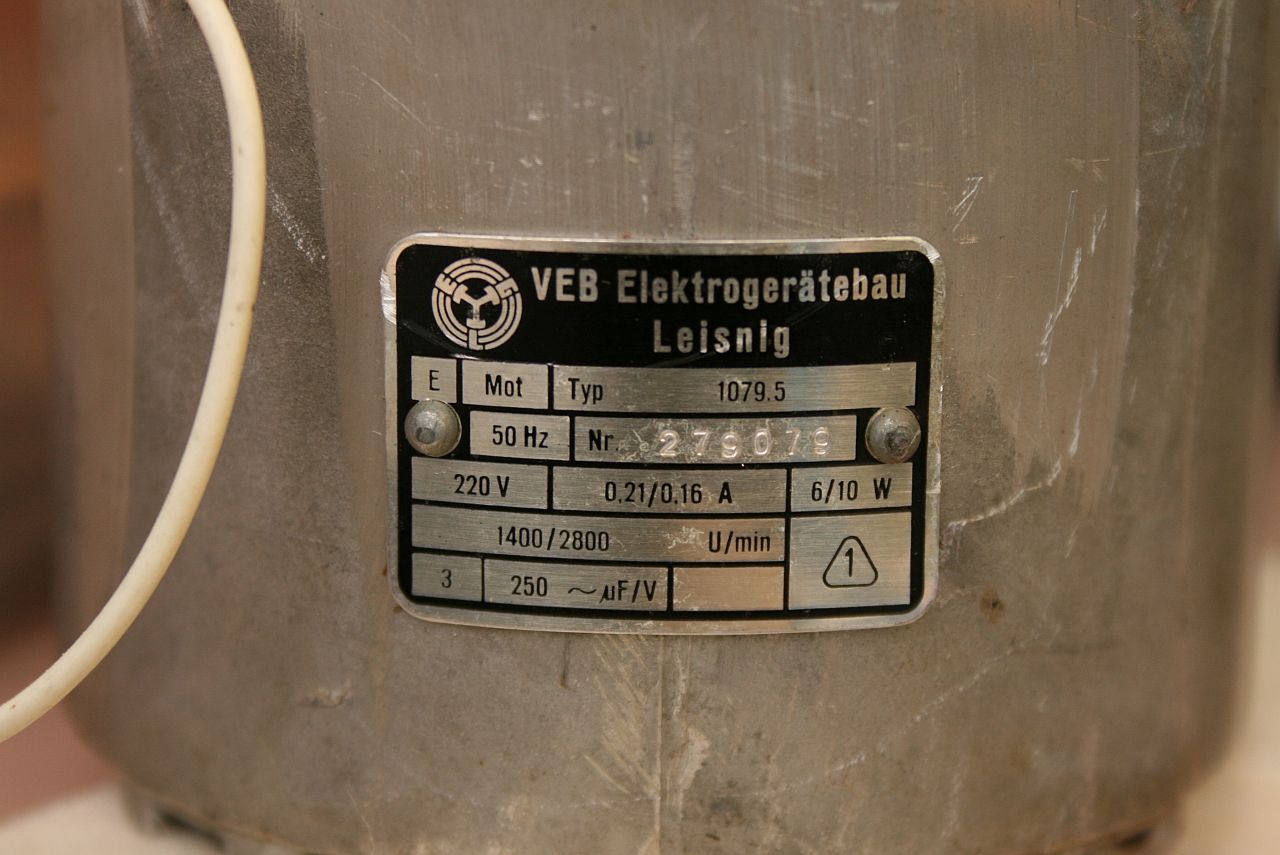 EGL
VEB Elektrogerätebau
Leisnig
E Mot Typ 1079.5
50 Hz Nr. 279079
220 V 0,21/0,16 A 6/10 W
1400/2800 U/min
1
3 250 ~µF/V